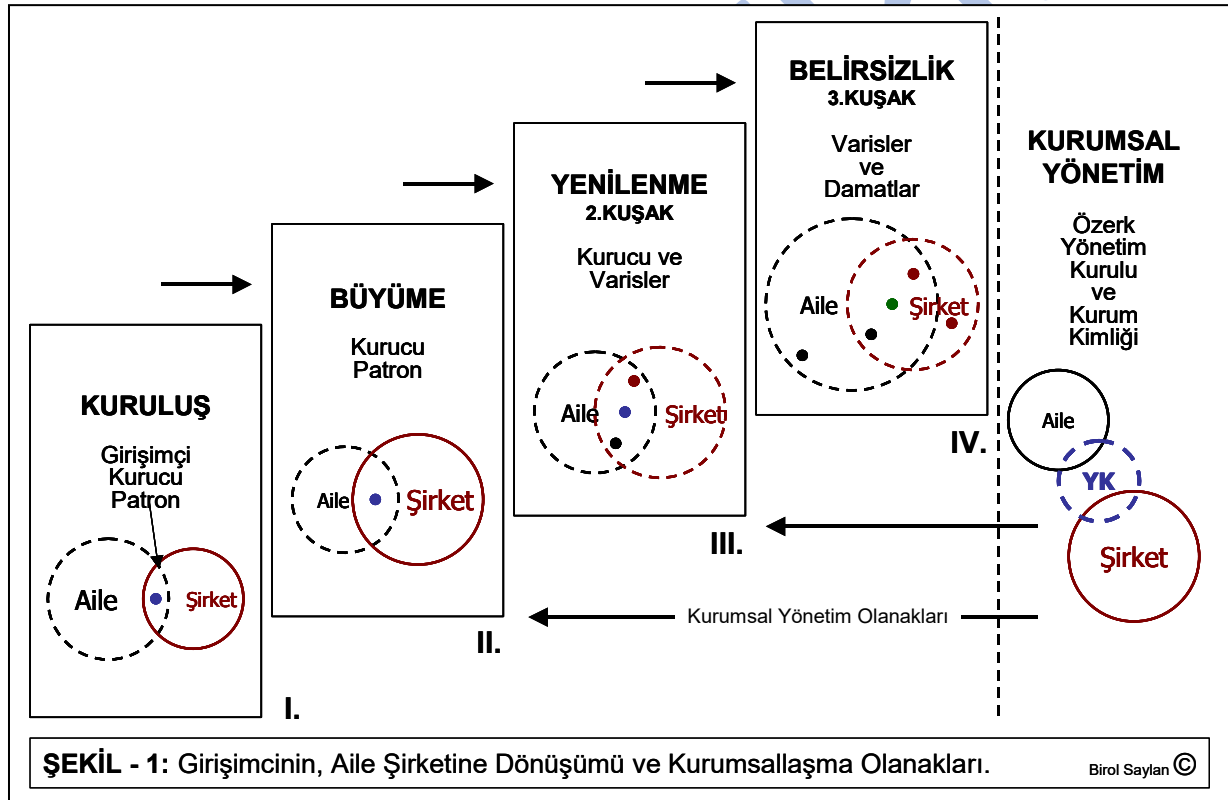 KURULUŞ
Girişimçi
Kurucu
Patron
Aile
Şirket
I.
BÜYÜME
Kurucu
Patron
Aile
Şirket
II.
YENİLENME
2.KUŞAK
Kurucu ve
Varisler
Aile
Şirket
III.
BELİRSİZLİK
3.KUŞAK
Varisler
ve
Damatlar
Aile
Şirket
IV.
KURUMSAL
YÖNETİM
Özerk
Yönetim
Kurulu
ve
Kurum
Kimliği
Aile
YK
Şirket
Kurumsal Yönetim Olanakları
ŞEKİL - 1: Girişimcinin, Aile Şirketine Dönüşümü ve Kurumsallaşma Olanakları.
Birol Saylan ©